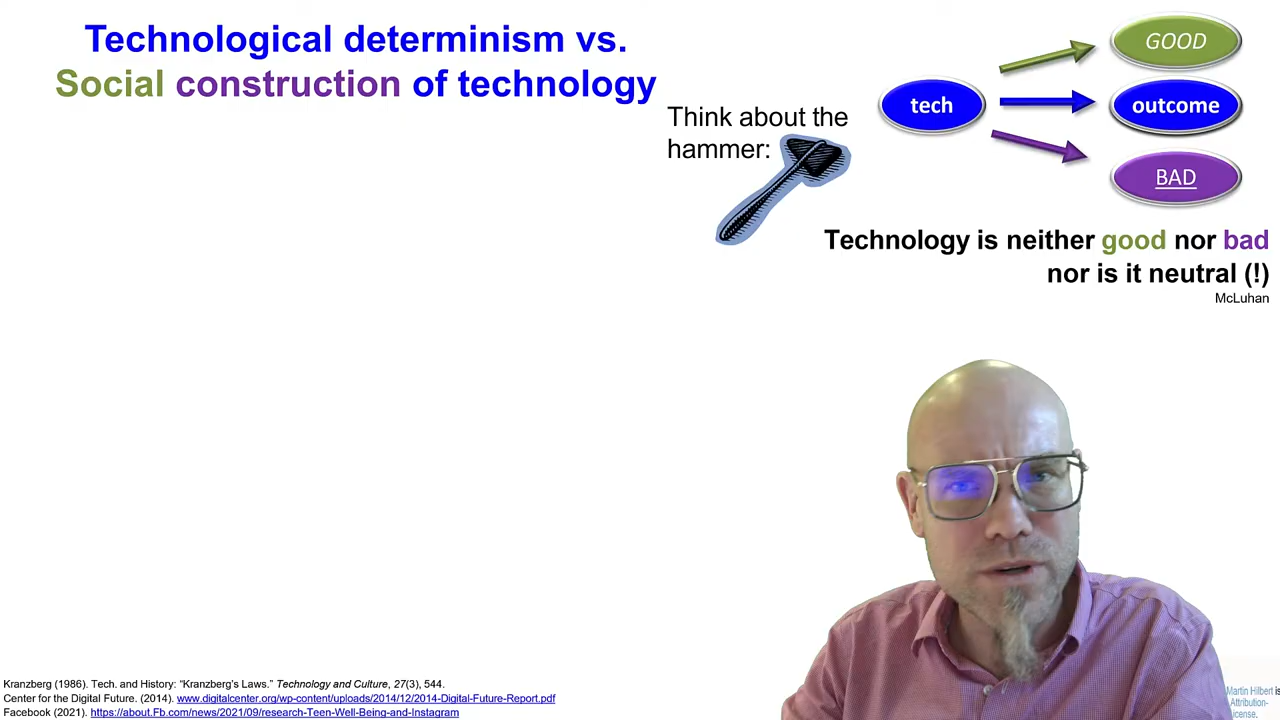 Technological determinism vs.
Social construction of technology
Think about the
hammer:
tech
GOOD
outcome
BAD
Technology is neither good nor bad
nor is it neutral (!)
McLuhan
Kranzberg (1986). Tech. and History: “Kranzberg’s Laws.” Technology and Culture, 27(3), 544.
Center for the Digital Future. (2014). www.digitalcenter.org/wp-content/uploads/2014/12/2014-Digital-Future-Report.pdf
Facebook (2021). https://about.Fb.com/news/2021/09/research-Teen-Well-Being-and-Instagram
Martin Hilbert is
Attribution-
License.